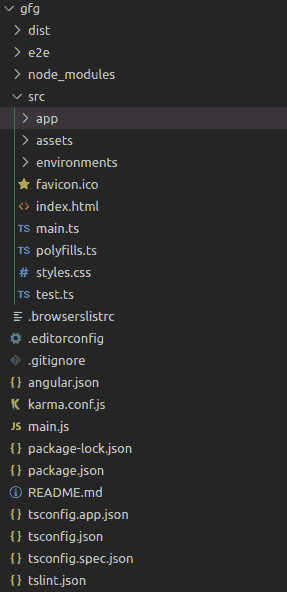 gfg
dist
e2e
node_modules
src
app
assets
environments
favicon.ico
index.html
TS main.ts
TS polyfills.ts
# styles.css
TS test.ts
.browserslistrc
.editorconfig
.gitignore
{ } angular.json
karma.conf.js
JS main.js
{ } package-lock.json
{ } package.json
README.md
{ } tsconfig.app.json
{ } tsconfig.json
{ } tsconfig.spec.json
{ } tslint.json